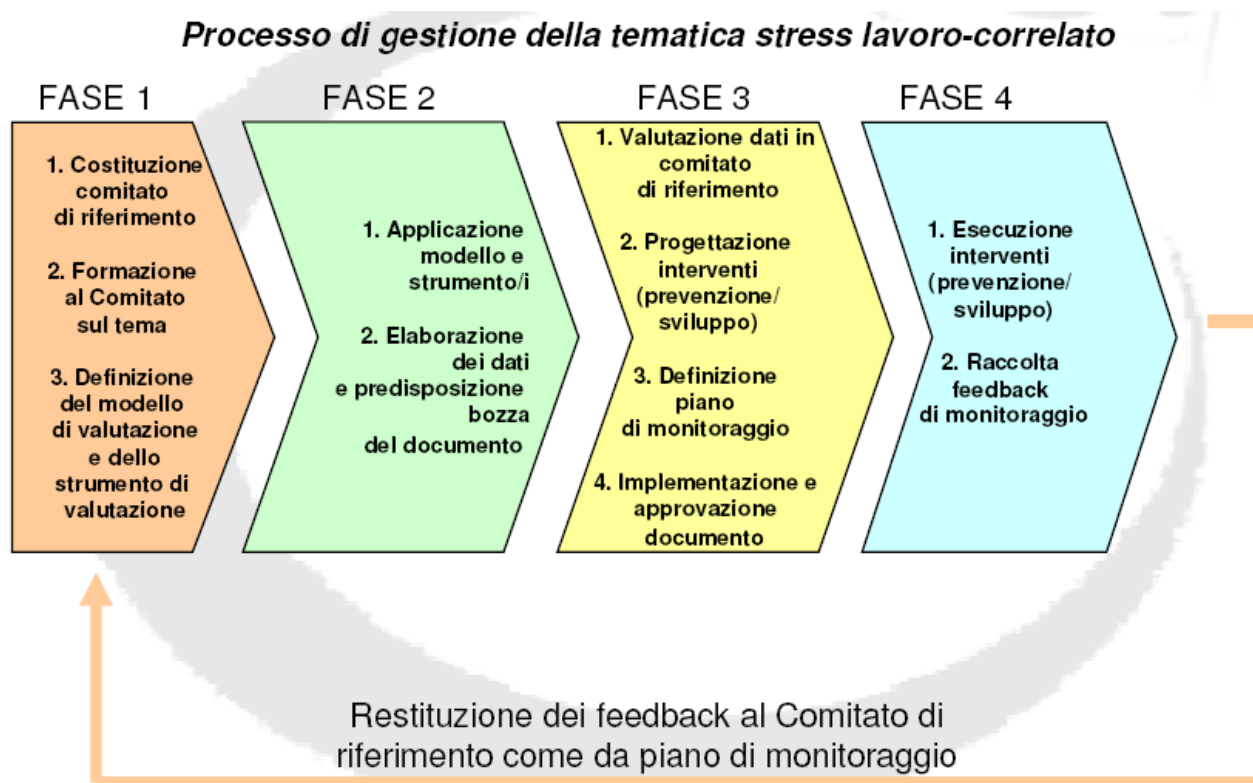 Processo di gestione della tematica stress lavoro-correlato
FASE 1
1. Costituzione
comitato
di riferimento
2. Formazione
al Comitato
sul tema
3. Definizione
del modello
di valutazione
e dello
strumento di
valutazione
FASE 2
1. Applicazione
modello e
strumento/i
2. Elaborazione
dei dati
e predisposizione
bozza
del documento
FASE 3
1. Valutazione dati in
comitato
di riferimento
2. Progettazione
interventi
(prevenzione/
sviluppo)
3. Definizione
piano
di monitoraggio
4. Implementazione e
approvazione
documento
FASE 4
1. Esecuzione
interventi
(prevenzione/
sviluppo)
2. Raccolta
feedback
di monitoraggio
Restituzione dei feedback al Comitato di
riferimento come da piano di monitoraggio